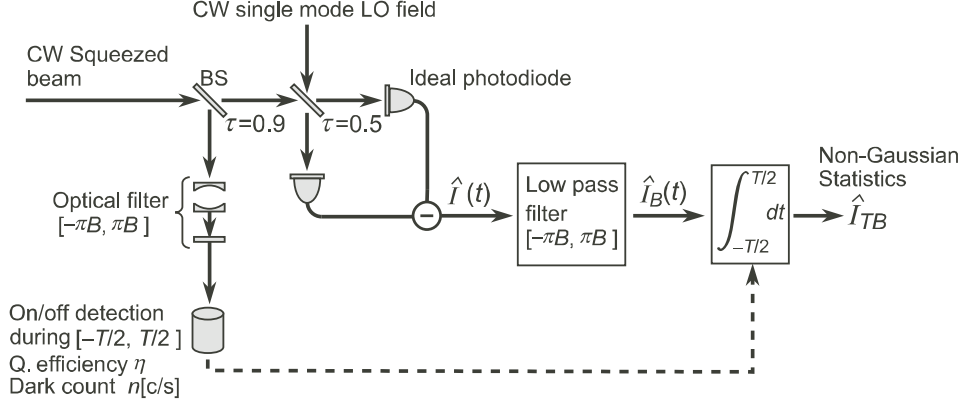 CW single mode LO field
CW Squeezed
beam
BS
Ideal photodiode
τ=0.9
τ=0.5
Optical filter
[−πB, πB ]
Î (t)
Low pass
filter
[−πB, πB ]
Î_B(t)
∫ T/2
dt
−T/2
Non-Gaussian
Statistics
Î_TB
On/off detection
during [−T/2, T/2 ]
Q. efficiency η
Dark count n[c/s]